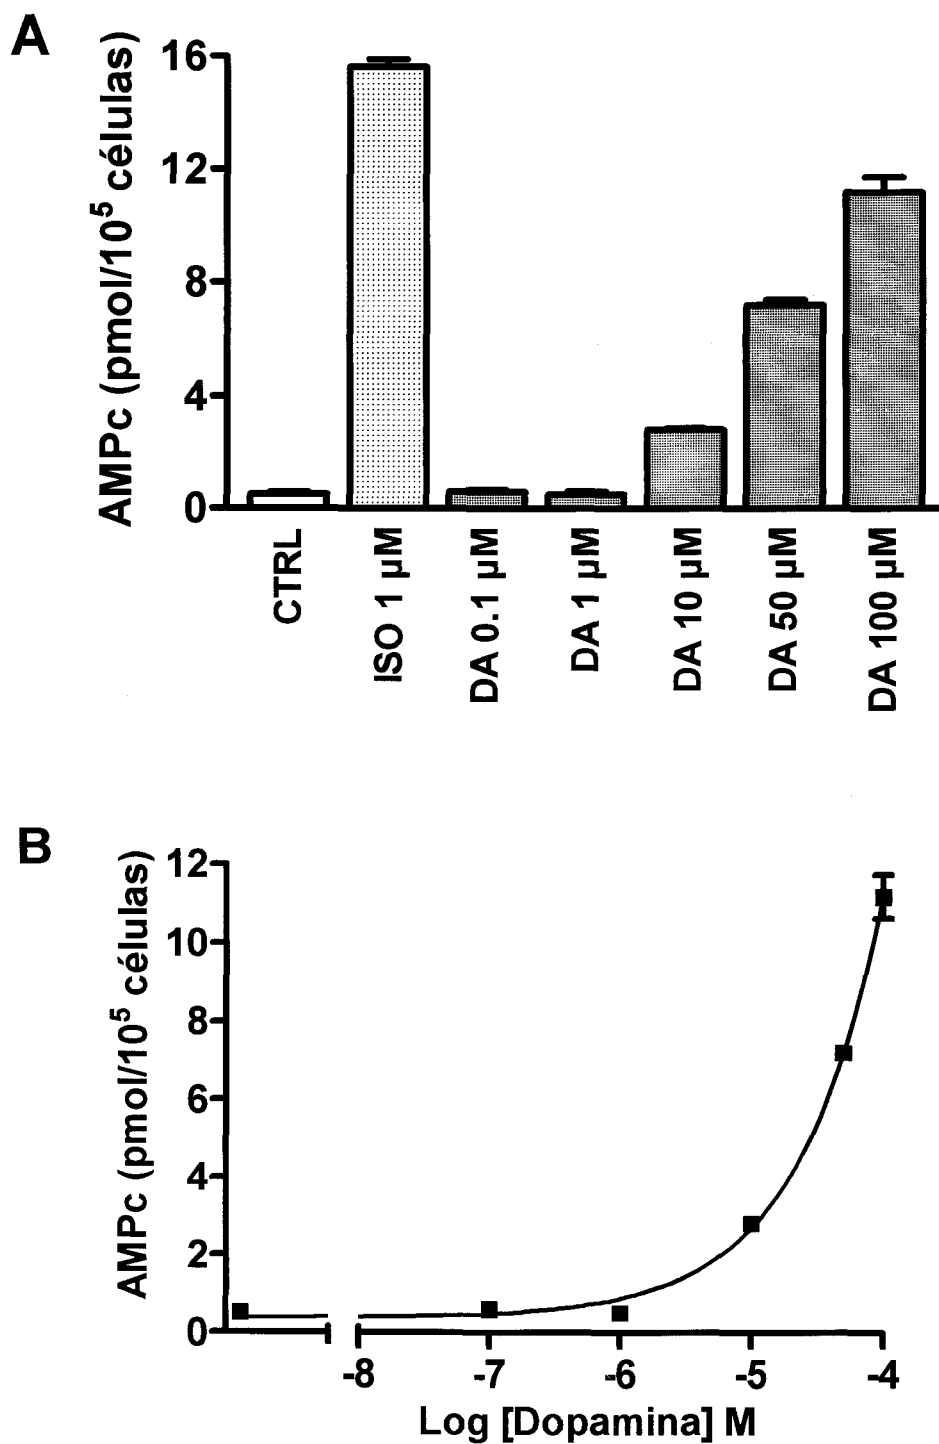 A
AMPc (pmol/10⁵ células)
16
12
8
4
0
CTRL
ISO 1 µM
DA 0.1 µM
DA 1 µM
DA 10 µM
DA 50 µM
DA 100 µM
B
AMPc (pmol/10⁵ células)
12
10
8
6
4
2
0
-8 -7 -6 -5 -4
Log [Dopamina] M